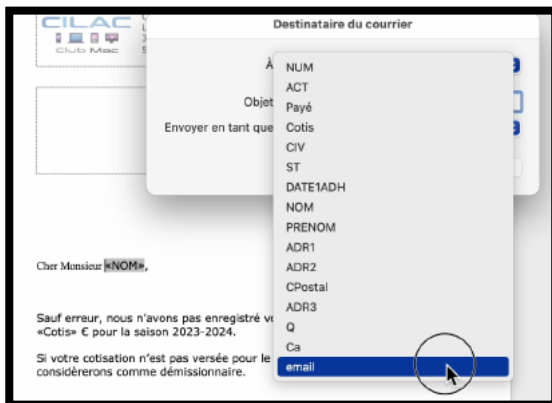 CILAC
Club Mac
Destinataire du courrier
À
Objet
Envoyer en tant que
NUM
ACT
Payé
Cotis
CIV
ST
DATE1ADH
NOM
PRENOM
ADR1
ADR2
CPostal
ADR3
Q
Ca
email
Cher Monsieur «NOM»,
Sauf erreur, nous n'avons pas enregistré
«Cotis» € pour la saison 2023-2024.
Si votre cotisation n'est pas versée pour le
considèrerons comme démissionnaire.